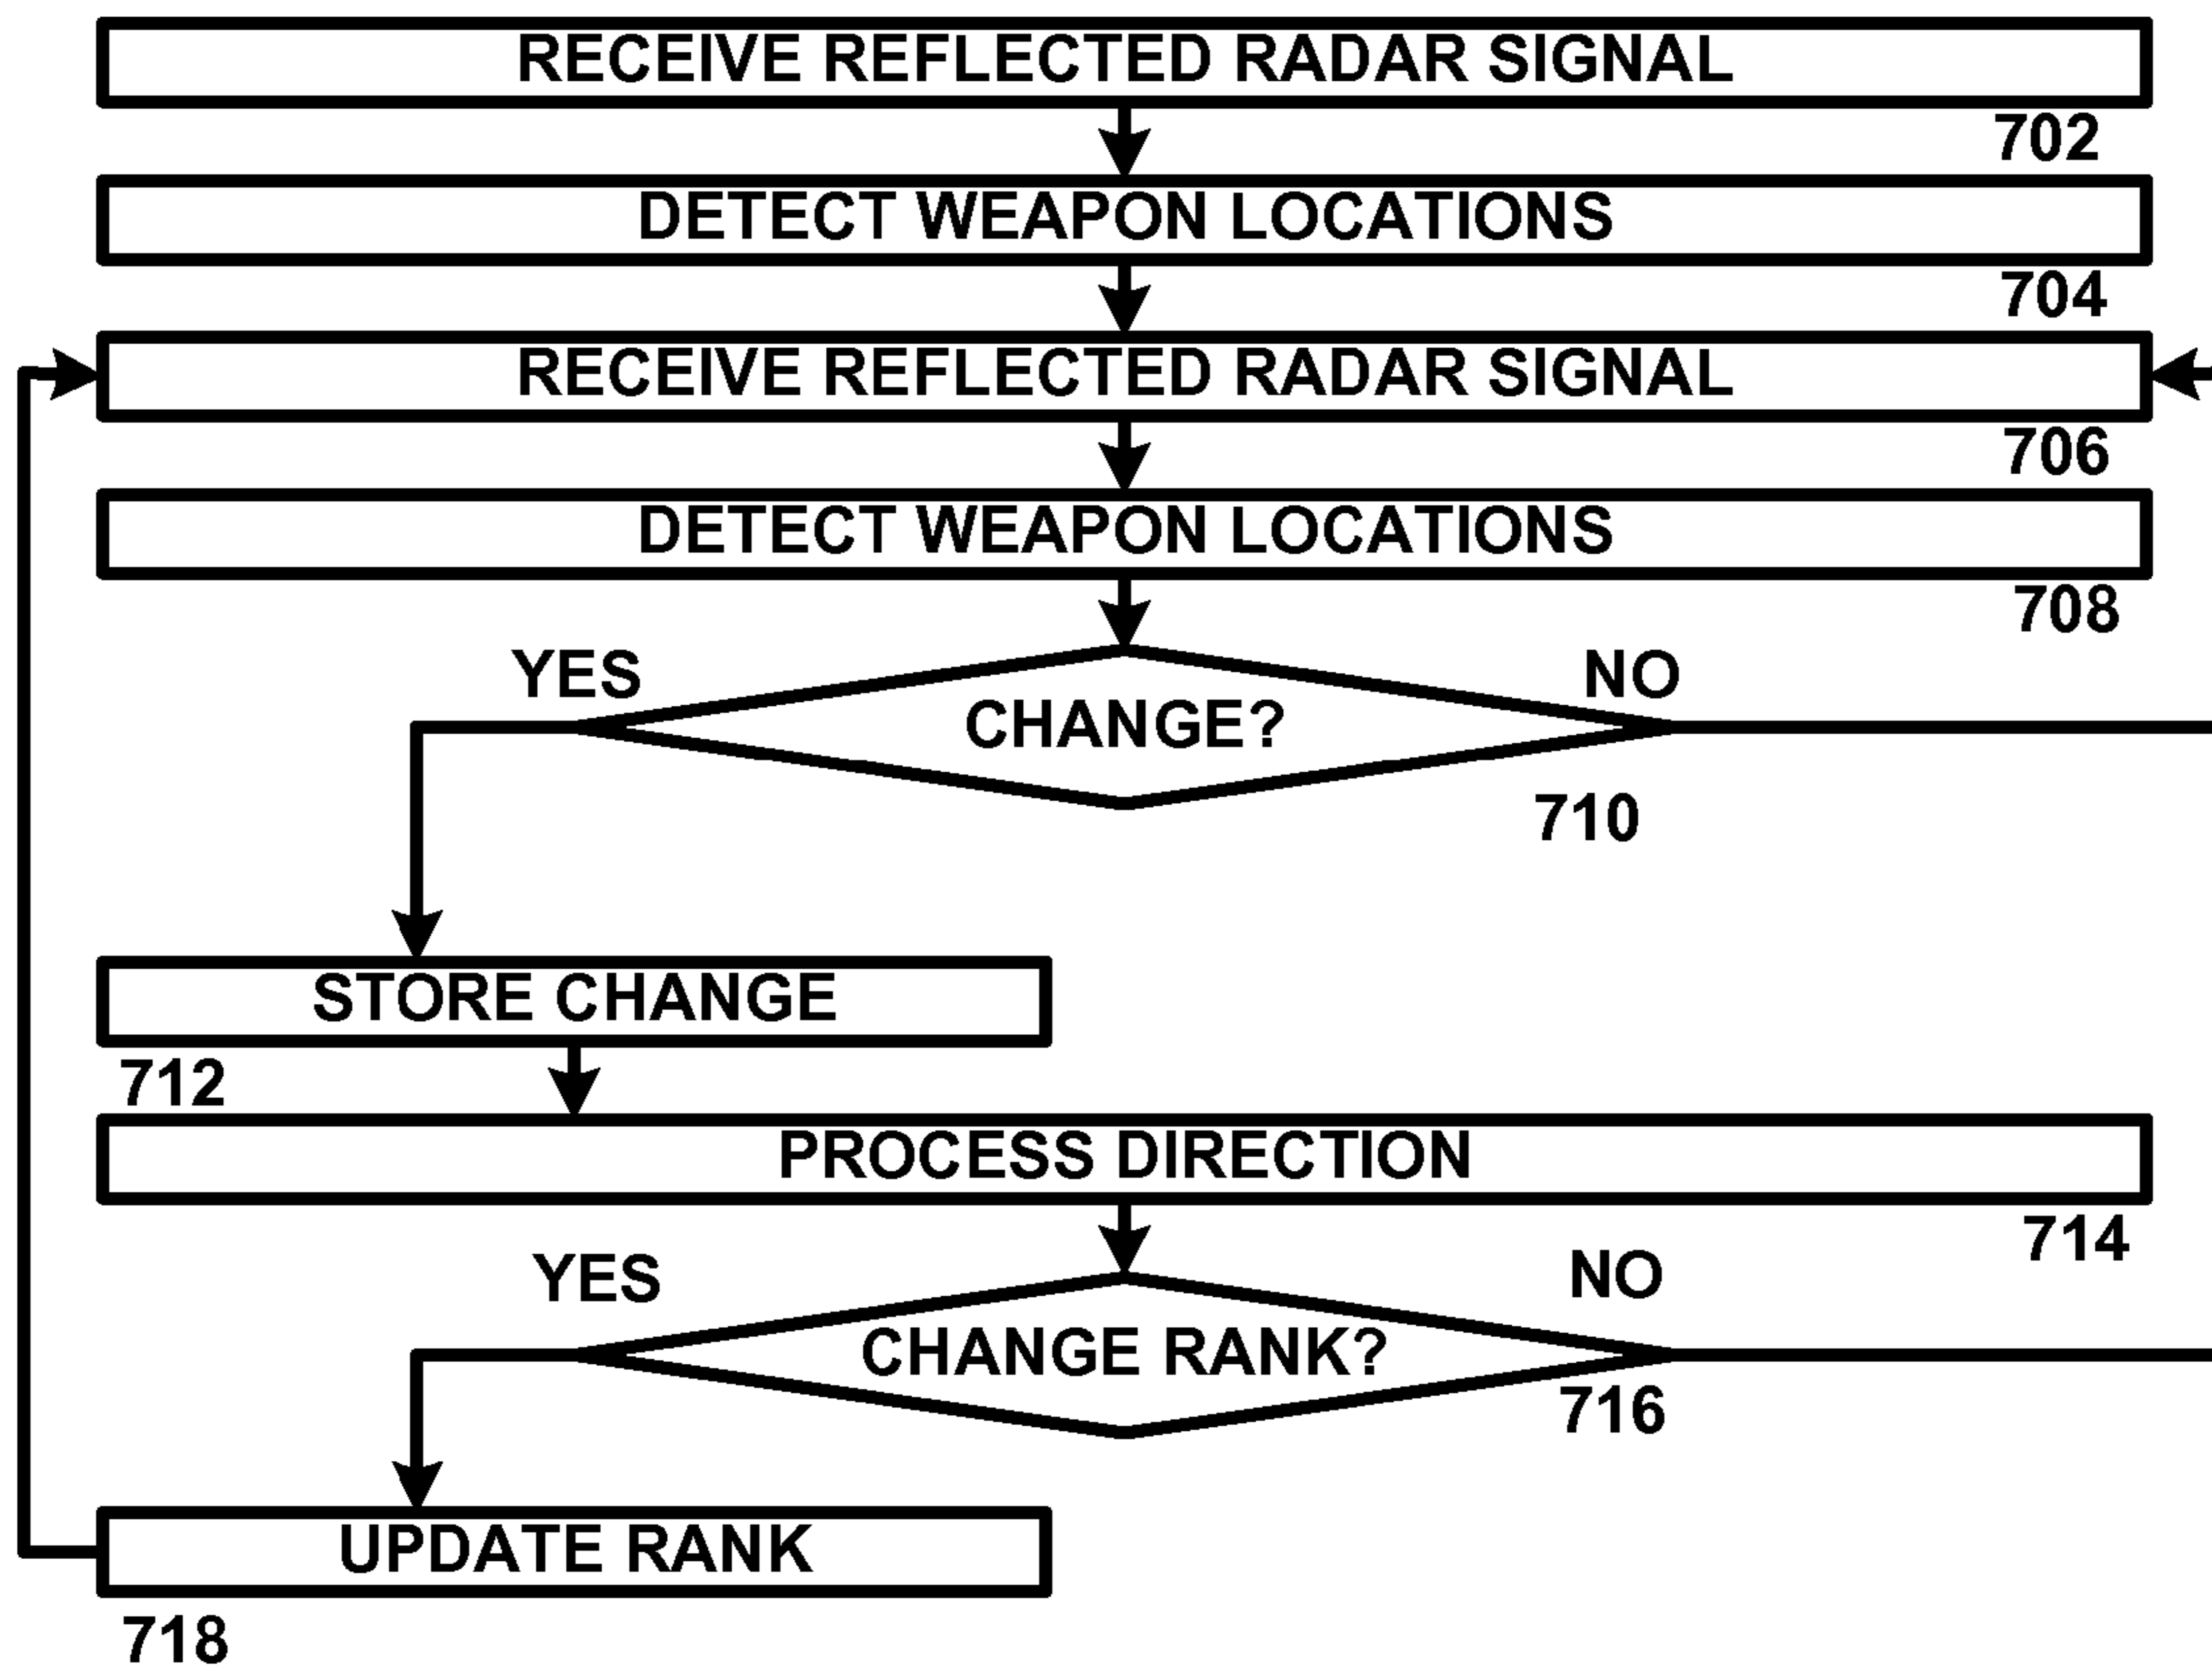 RECEIVE REFLECTED RADAR SIGNAL
702
DETECT WEAPON LOCATIONS
704
RECEIVE REFLECTED RADAR SIGNAL
706
DETECT WEAPON LOCATIONS
708
YES
NO
CHANGE?
710
STORE CHANGE
712
PROCESS DIRECTION
714
YES
NO
CHANGE RANK?
716
UPDATE RANK
718